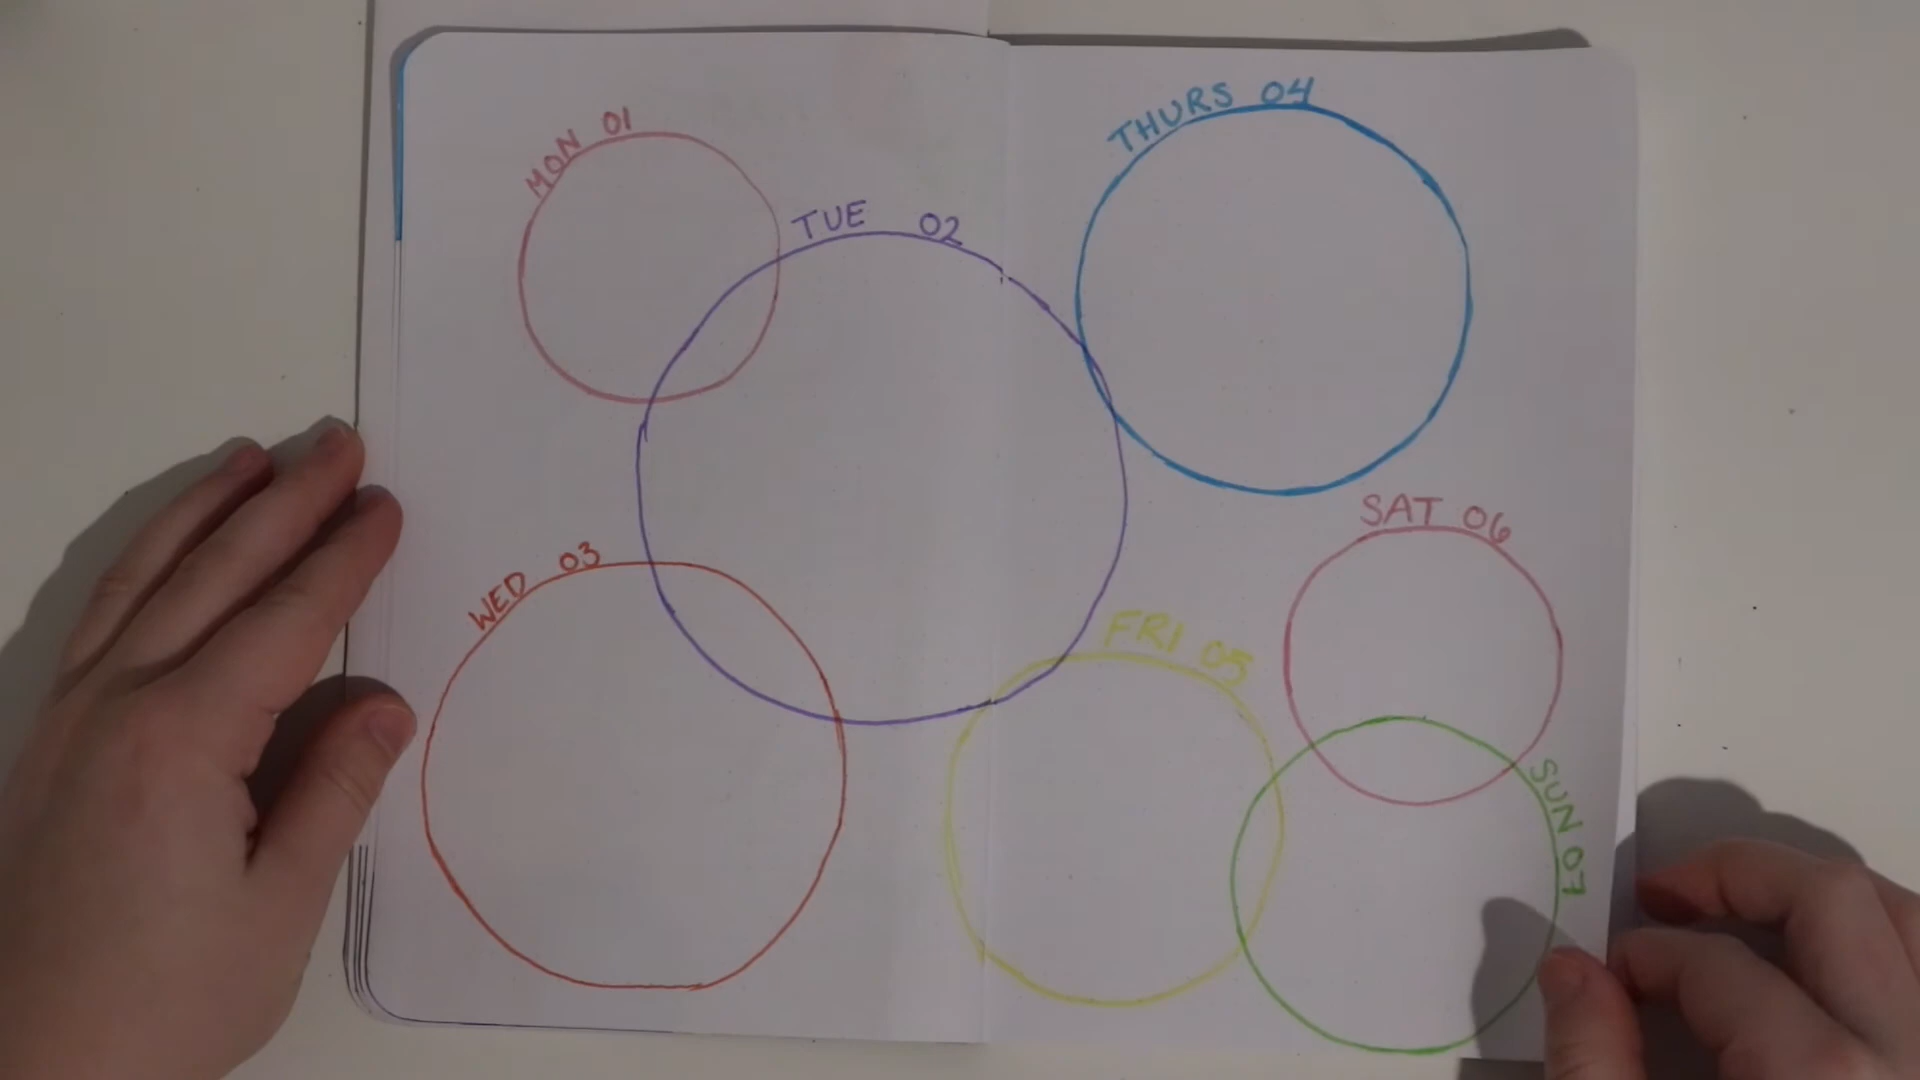 MON 01
TUE 02
WED 03
THURS 04
FRI 05
SAT 06
SUN 07